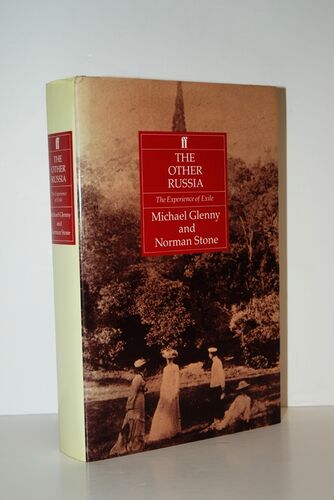 THE
OTHER
RUSSIA
The Experience
of Exile
Michael Glenny
and
Norman Stone
ff
THE
OTHER
RUSSIA
The Experience of Exile
Michael Glenny
and
Norman Stone